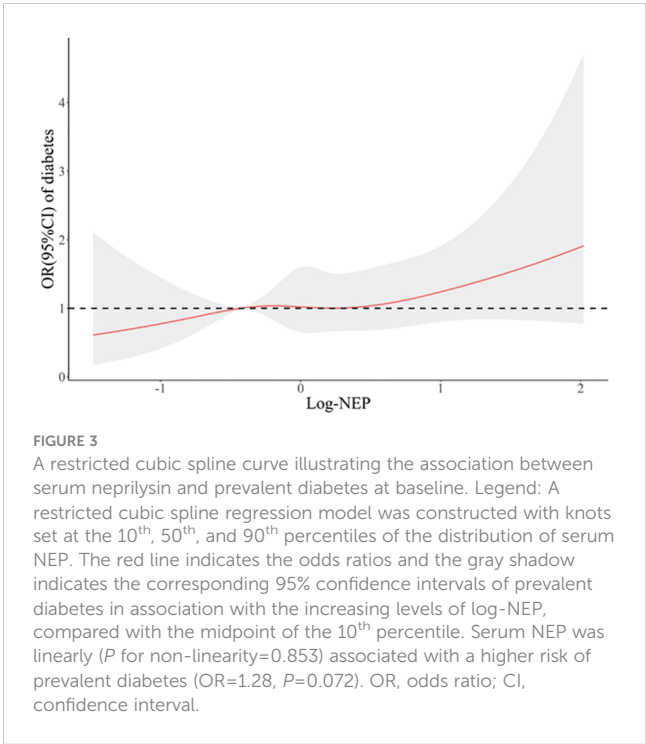 OR(95%CI) of diabetes
4
3
2
1
0
-1
0
1
2
Log-NEP
FIGURE 3
A restricted cubic spline curve illustrating the association between
serum neprilysin and prevalent diabetes at baseline. Legend: A
restricted cubic spline regression model was constructed with knots
set at the 10th, 50th, and 90th percentiles of the distribution of serum
NEP. The red line indicates the odds ratios and the gray shadow
indicates the corresponding 95% confidence intervals of prevalent
diabetes in association with the increasing levels of log-NEP,
compared with the midpoint of the 10th percentile. Serum NEP was
linearly (P for non-linearity=0.853) associated with a higher risk of
prevalent diabetes (OR=1.28, P=0.072). OR, odds ratio; CI,
confidence interval.